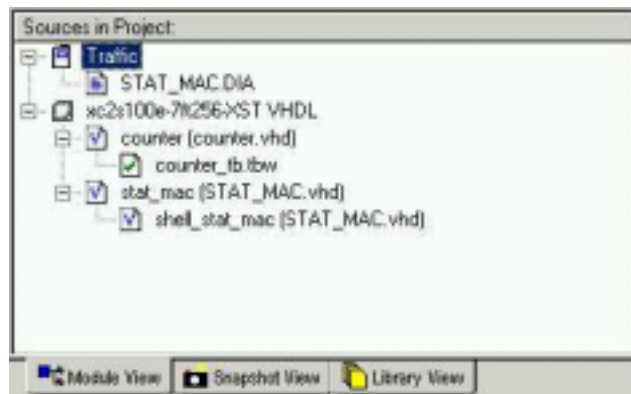 Sources in Project:
Traffic
STAT_MAC.DIA
xc2s100e-7ft256-XST VHDL
counter (counter.vhd)
counter_tb.tbw
stat_mac (STAT_MAC.vhd)
shell_stat_mac (STAT_MAC.vhd)
Module View Snapshot View Library View